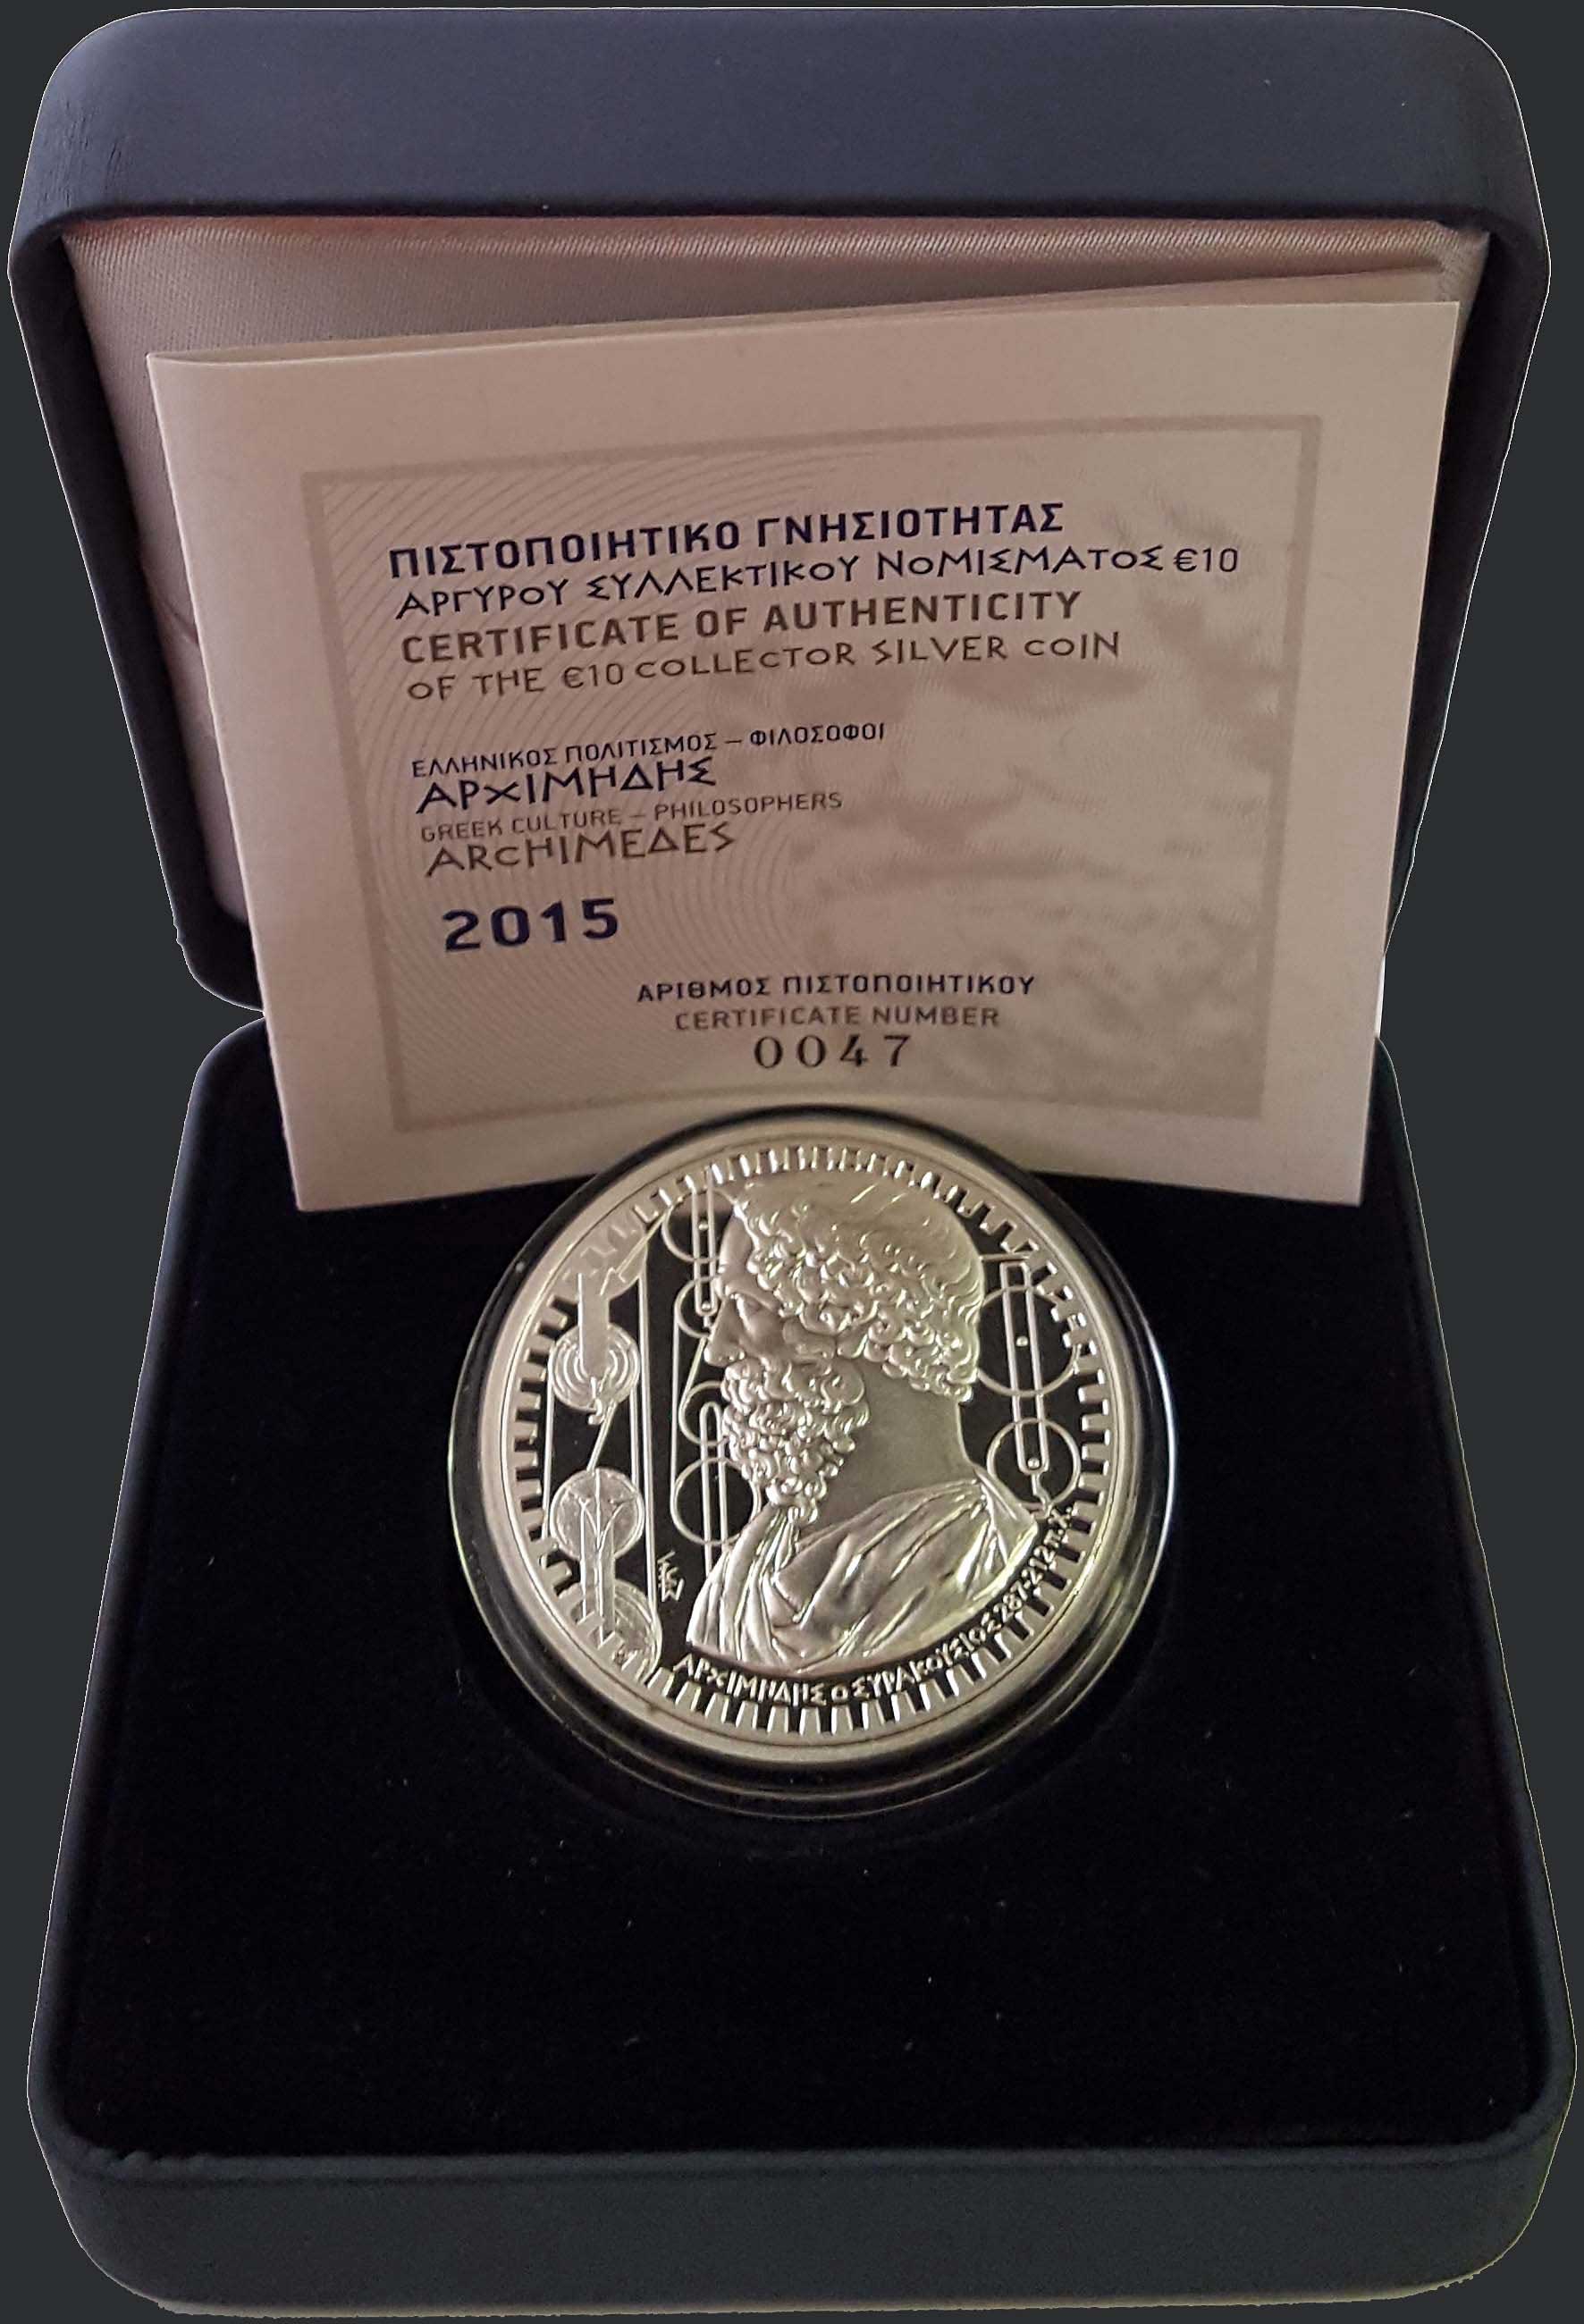 ΠΙΣΤΟΠΟΙΗΤΙΚΟ ΓΝΗΣΙΟΤΗΤΑΣ
ΑΡΓΥΡΟΥ ΣΥΛΛΕΚΤΙΚΟΥ ΝΟΜΙΣΜΑΤΟΣ €10
CERTIFICATE OF AUTHENTICITY
OF THE €10 COLLECTOR SILVER COIN
ΕΛΛΗΝΙΚΟΣ ΠΟΛΙΤΙΣΜΟΣ – ΦΙΛΟΣΟΦΟΙ
ΑΡΧΙΜΗΔΗΣ
GREEK CULTURE – PHILOSOPHERS
ARCHIMEΔES
2015
ΑΡΙΘΜΟΣ ΠΙΣΤΟΠΟΙΗΤΙΚΟΥ
CERTIFICATE NUMBER
0047
ΑΡΧΙΜΗΔΗΣ Ο ΣΥΡΑΚΟΥΣΙΟΣ 287-212 π.Χ.